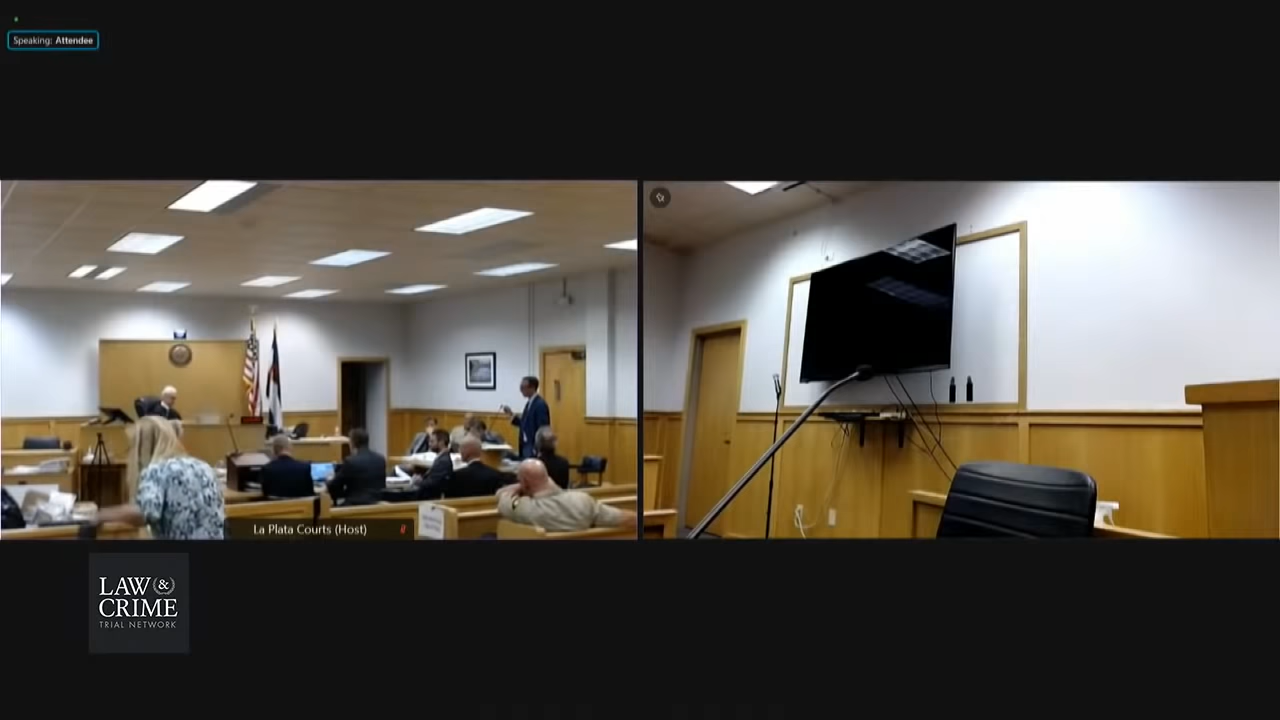 Speaking: Attendee
La Plata Courts (Host)
LAW &
CRIME
TRIAL NETWORK